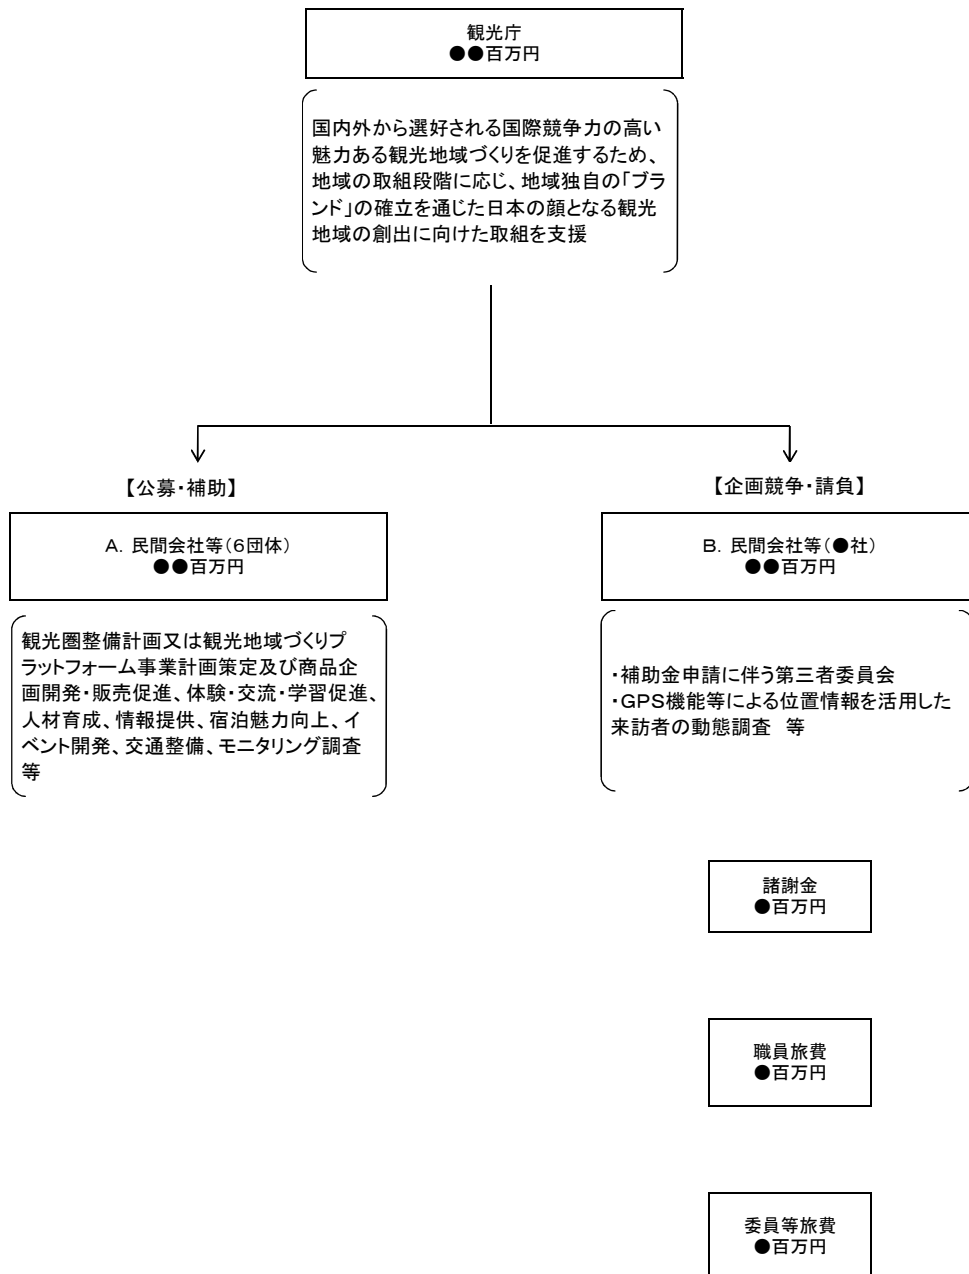 観光庁
●●百万円
国内外から選好される国際競争力の高い
魅力ある観光地域づくりを促進するため、
地域の取組段階に応じ、地域独自の「ブラ
ンド」の確立を通じた日本の顔となる観光
地域の創出に向けた取組を支援
【公募・補助】
A．民間会社等（６団体）
●●百万円
観光圏整備計画又は観光地域づくりプ
ラットフォーム事業計画策定及び商品企
画開発・販売促進、体験・交流・学習促進、
人材育成、情報提供、宿泊魅力向上、イ
ベント開発、交通整備、モニタリング調査
等
【企画競争・請負】
B．民間会社等（●社）
●●百万円
・補助金申請に伴う第三者委員会
・GPS機能等による位置情報を活用した
来訪者の動態調査　等
諸謝金
●百万円
職員旅費
●百万円
委員等旅費
●百万円